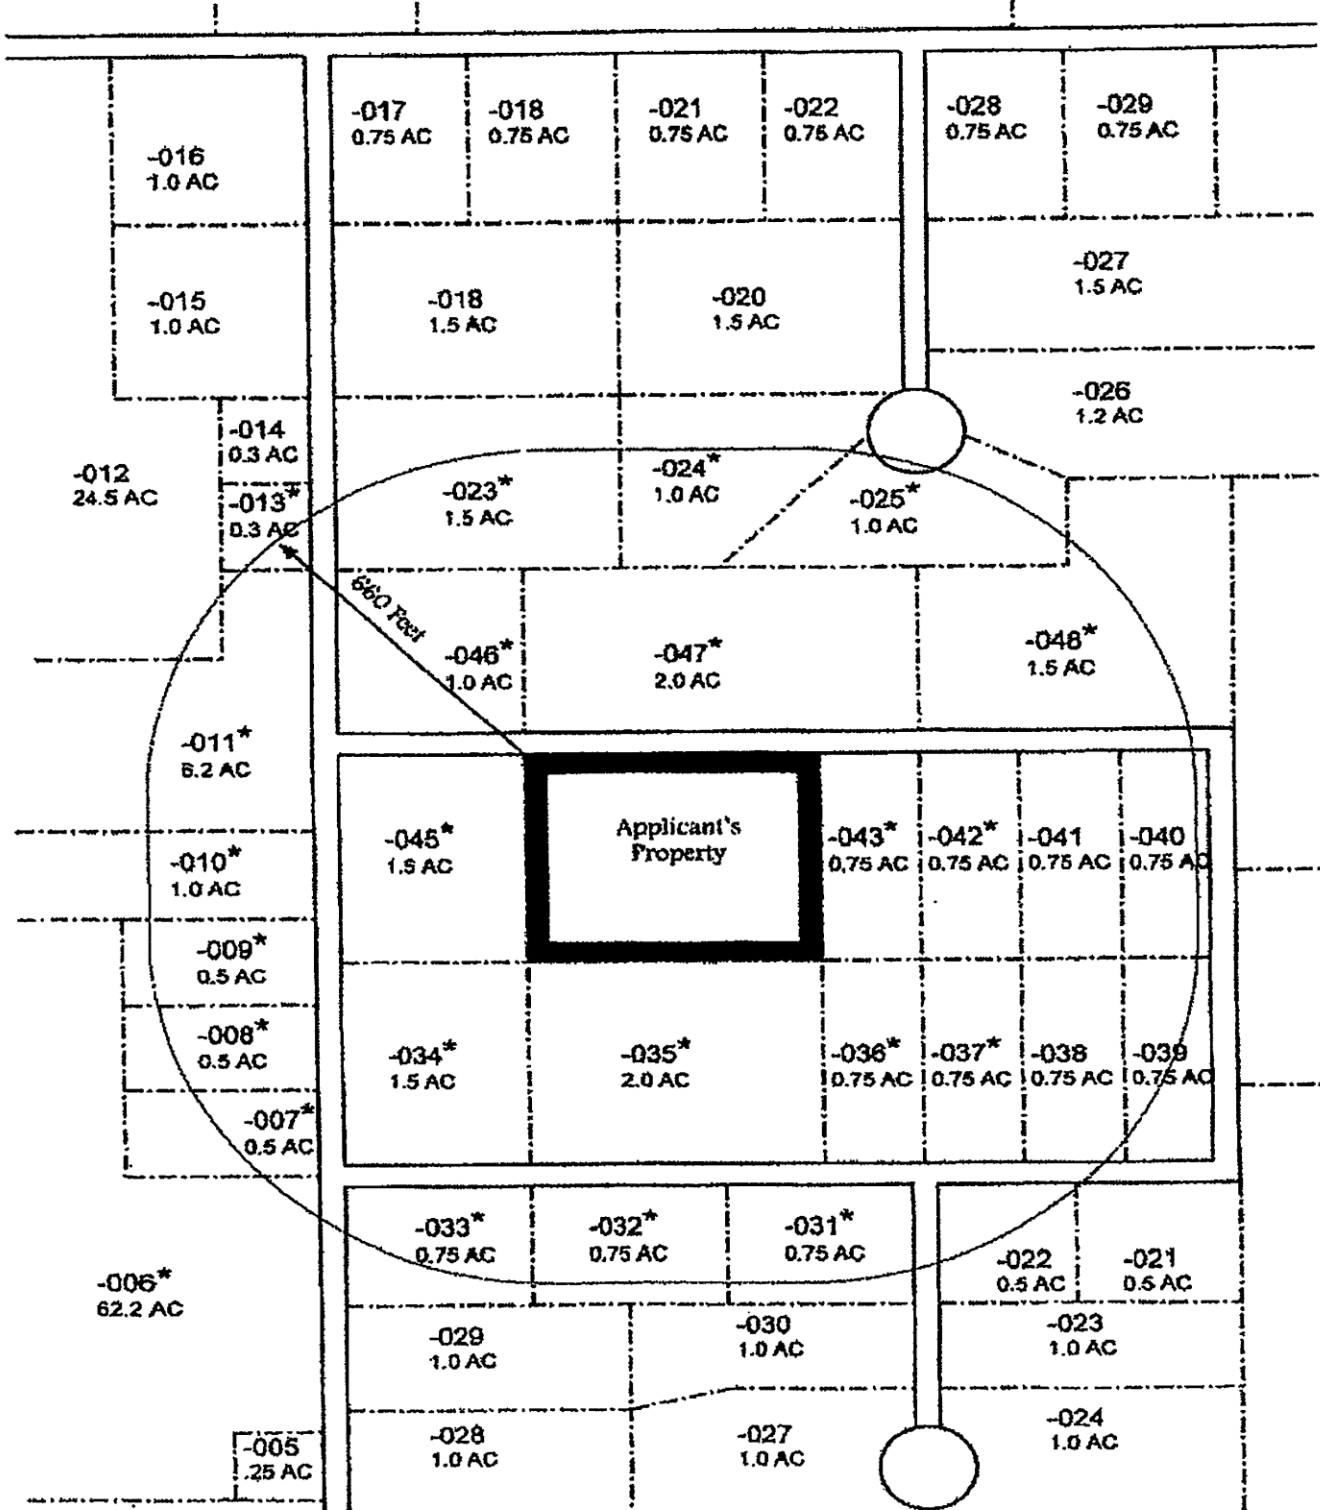 -017
0.75 AC
-018
0.75 AC
-021
0.75 AC
-022
0.75 AC
-028
0.75 AC
-029
0.75 AC
-016
1.0 AC
-015
1.0 AC
-018
1.5 AC
-020
1.5 AC
-027
1.5 AC
-026
1.2 AC
-014
0.3 AC
-012
24.5 AC
-013*
0.3 AC
-023*
1.5 AC
-024*
1.0 AC
-025*
1.0 AC
660 Feet
-046*
1.0 AC
-047*
2.0 AC
-048*
1.5 AC
-011*
6.2 AC
-045*
1.5 AC
Applicant's
Property
-043*
0.75 AC
-042*
0.75 AC
-041
0.75 AC
-040
0.75 AC
-010*
1.0 AC
-009*
0.5 AC
-008*
0.5 AC
-034*
1.5 AC
-035*
2.0 AC
-036*
0.75 AC
-037*
0.75 AC
-038
0.75 AC
-039
0.75 AC
-007*
0.5 AC
-033*
0.75 AC
-032*
0.75 AC
-031*
0.75 AC
-022
0.5 AC
-021
0.5 AC
-006*
62.2 AC
-029
1.0 AC
-030
1.0 AC
-023
1.0 AC
-028
1.0 AC
-027
1.0 AC
-024
1.0 AC
-005
.25 AC